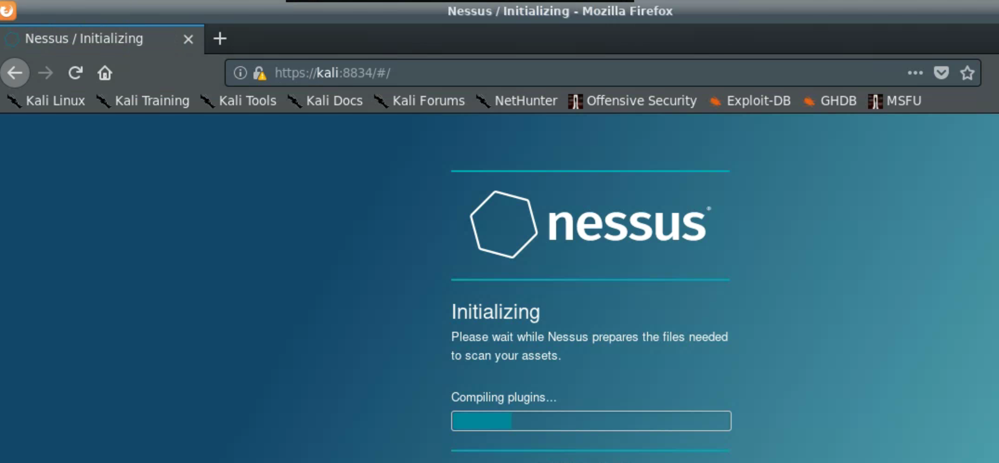 Nessus / Initializing - Mozilla Firefox
Nessus / Initializing
https://kali:8834/#/
Kali Linux Kali Training Kali Tools Kali Docs Kali Forums NetHunter Offensive Security Exploit-DB GHDB MSFU
nessus®
Initializing
Please wait while Nessus prepares the files needed
to scan your assets.
Compiling plugins...